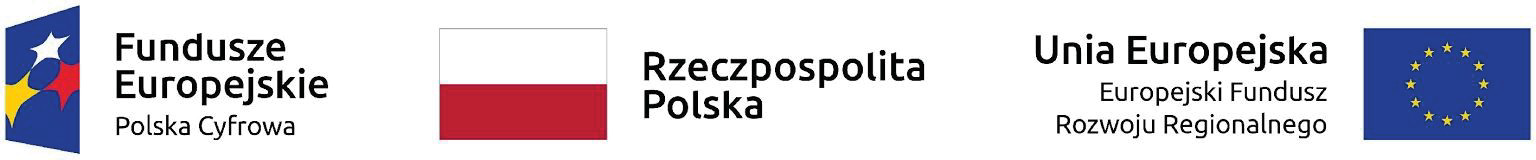 Fundusze
Europejskie
Polska Cyfrowa
Rzeczpospolita
Polska
Unia Europejska
Europejski Fundusz
Rozwoju Regionalnego